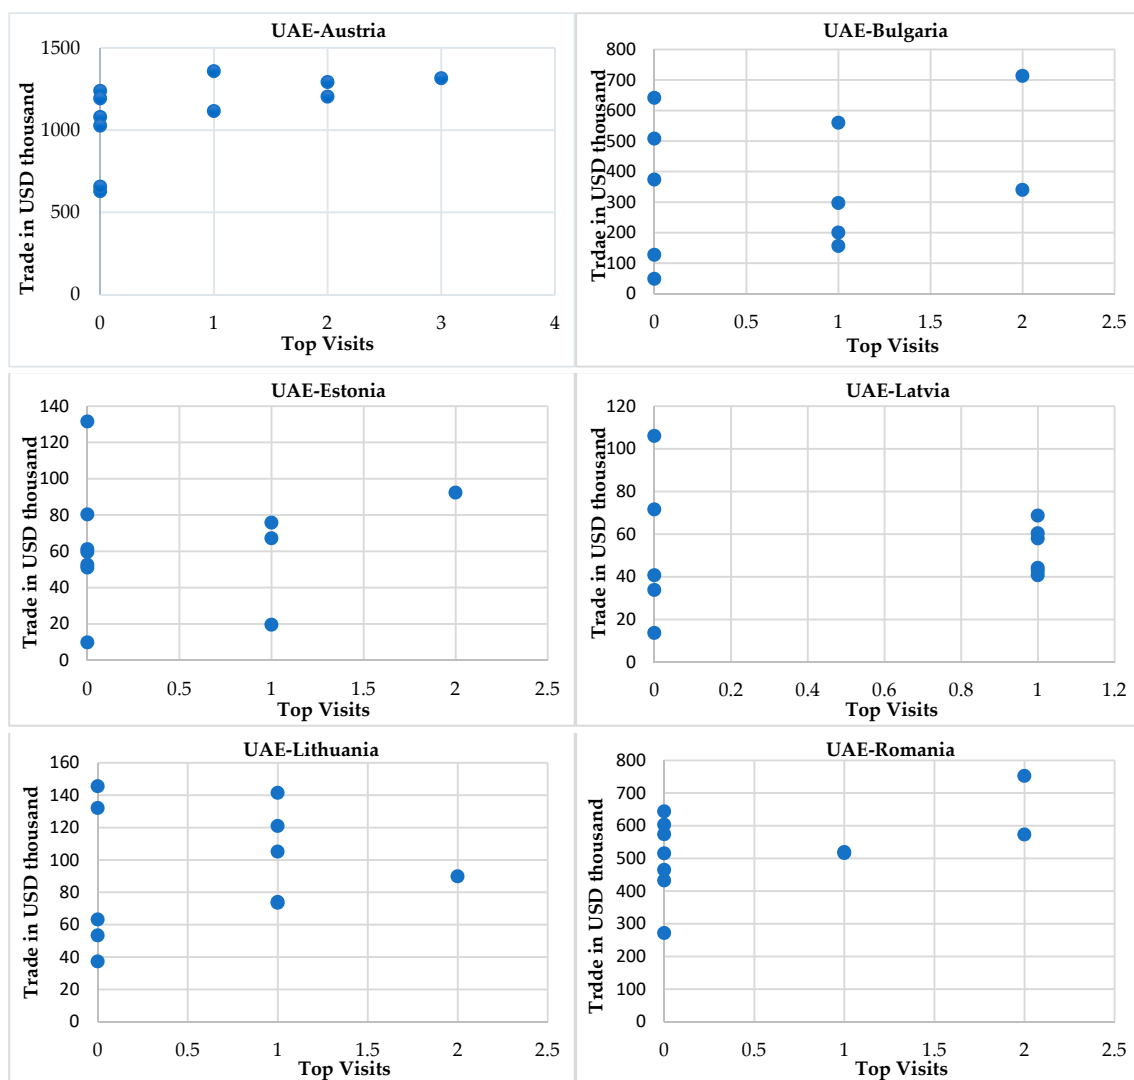 UAE-Austria
Trade in USD thousand
1500
1000
500
0
0 1 2 3 4
Top Visits
UAE-Bulgaria
Trdae in USD thousand
800
700
600
500
400
300
200
100
0
0 0.5 1 1.5 2 2.5
Top Visits
UAE-Estonia
Trade in USD thousand
140
120
100
80
60
40
20
0
0 0.5 1 1.5 2 2.5
Top Visits
UAE-Latvia
Trade in USD thousand
120
100
80
60
40
20
0
0 0.2 0.4 0.6 0.8 1 1.2
Top Visits
UAE-Lithuania
Trade in USD thousand
160
140
120
100
80
60
40
20
0
0 0.5 1 1.5 2 2.5
Top Visits
UAE-Romania
Trdde in USD thousand
800
700
600
500
400
300
200
100
0
0 0.5 1 1.5 2 2.5
Top Visits